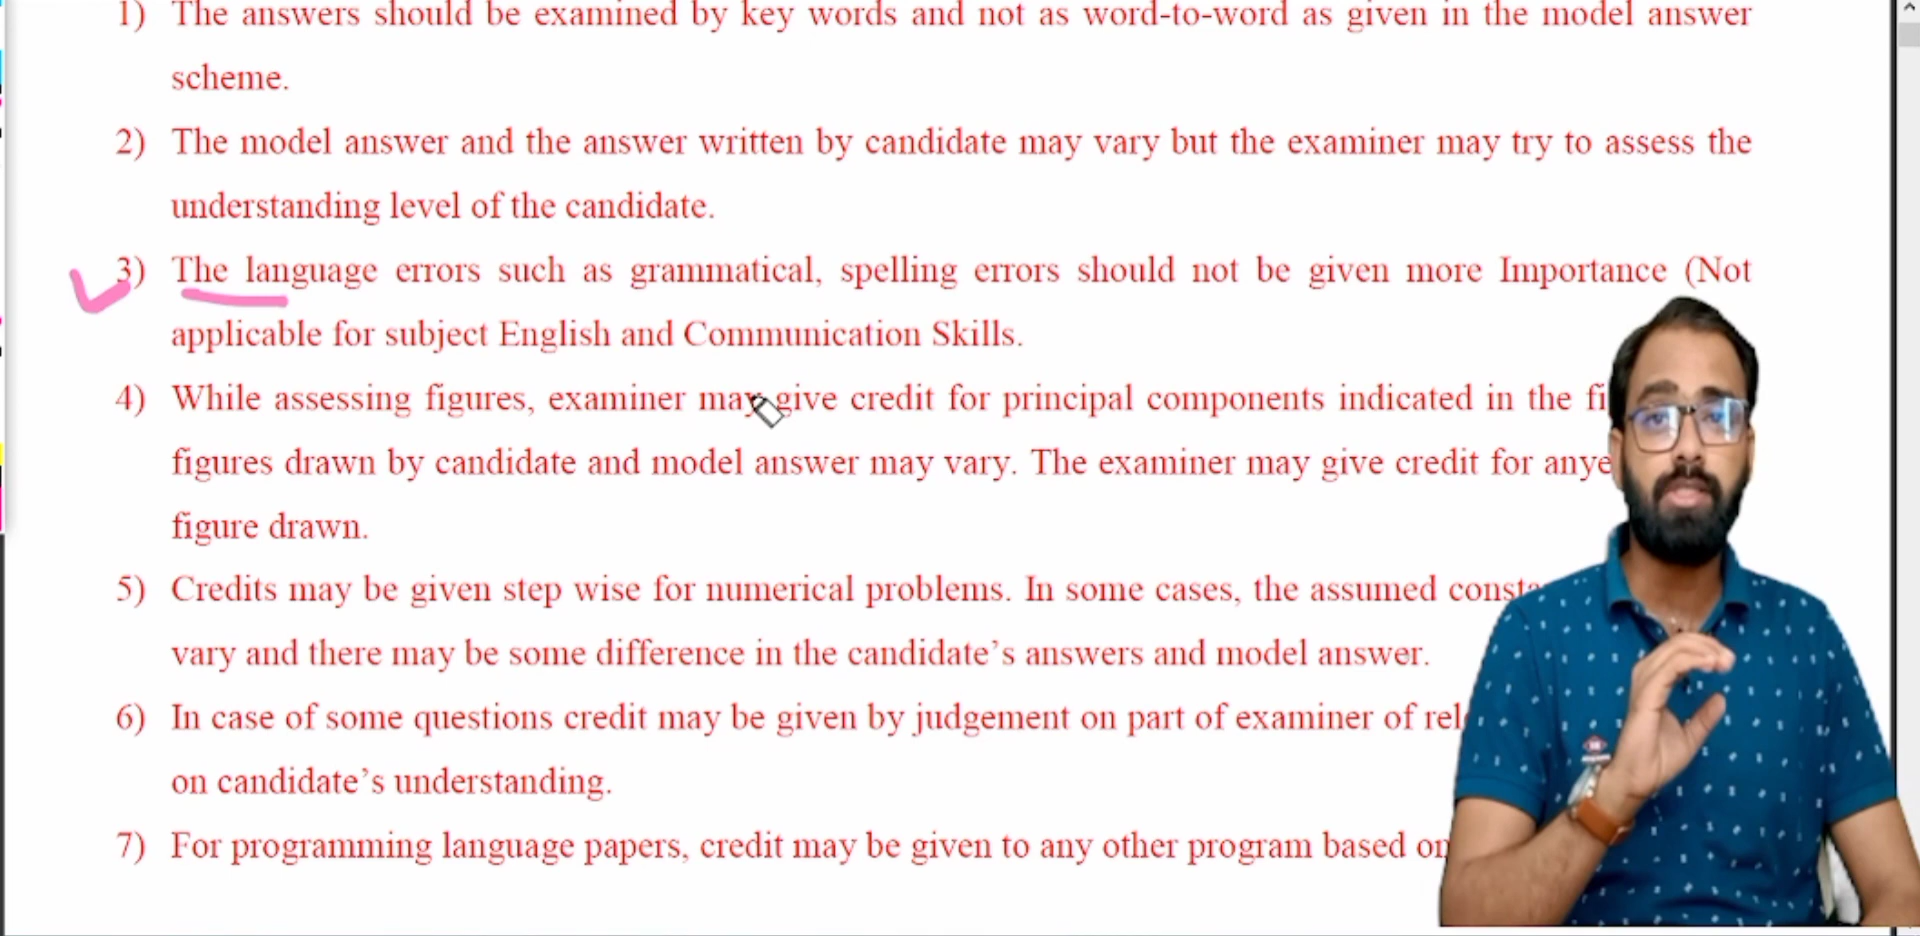 1) The answers should be examined by key words and not as word-to-word as given in the model answer
scheme.
2) The model answer and the answer written by candidate may vary but the examiner may try to assess the
understanding level of the candidate.
3) The language errors such as grammatical, spelling errors should not be given more Importance (Not
applicable for subject English and Communication Skills.
4) While assessing figures, examiner may give credit for principal components indicated in the
figures drawn by candidate and model answer may vary. The examiner may give credit for any
figure drawn.
5) Credits may be given step wise for numerical problems. In some cases, the assumed
vary and there may be some difference in the candidate’s answers and model answer.
6) In case of some questions credit may be given by judgement on part of examiner of
on candidate’s understanding.
7) For programming language papers, credit may be given to any other program based on